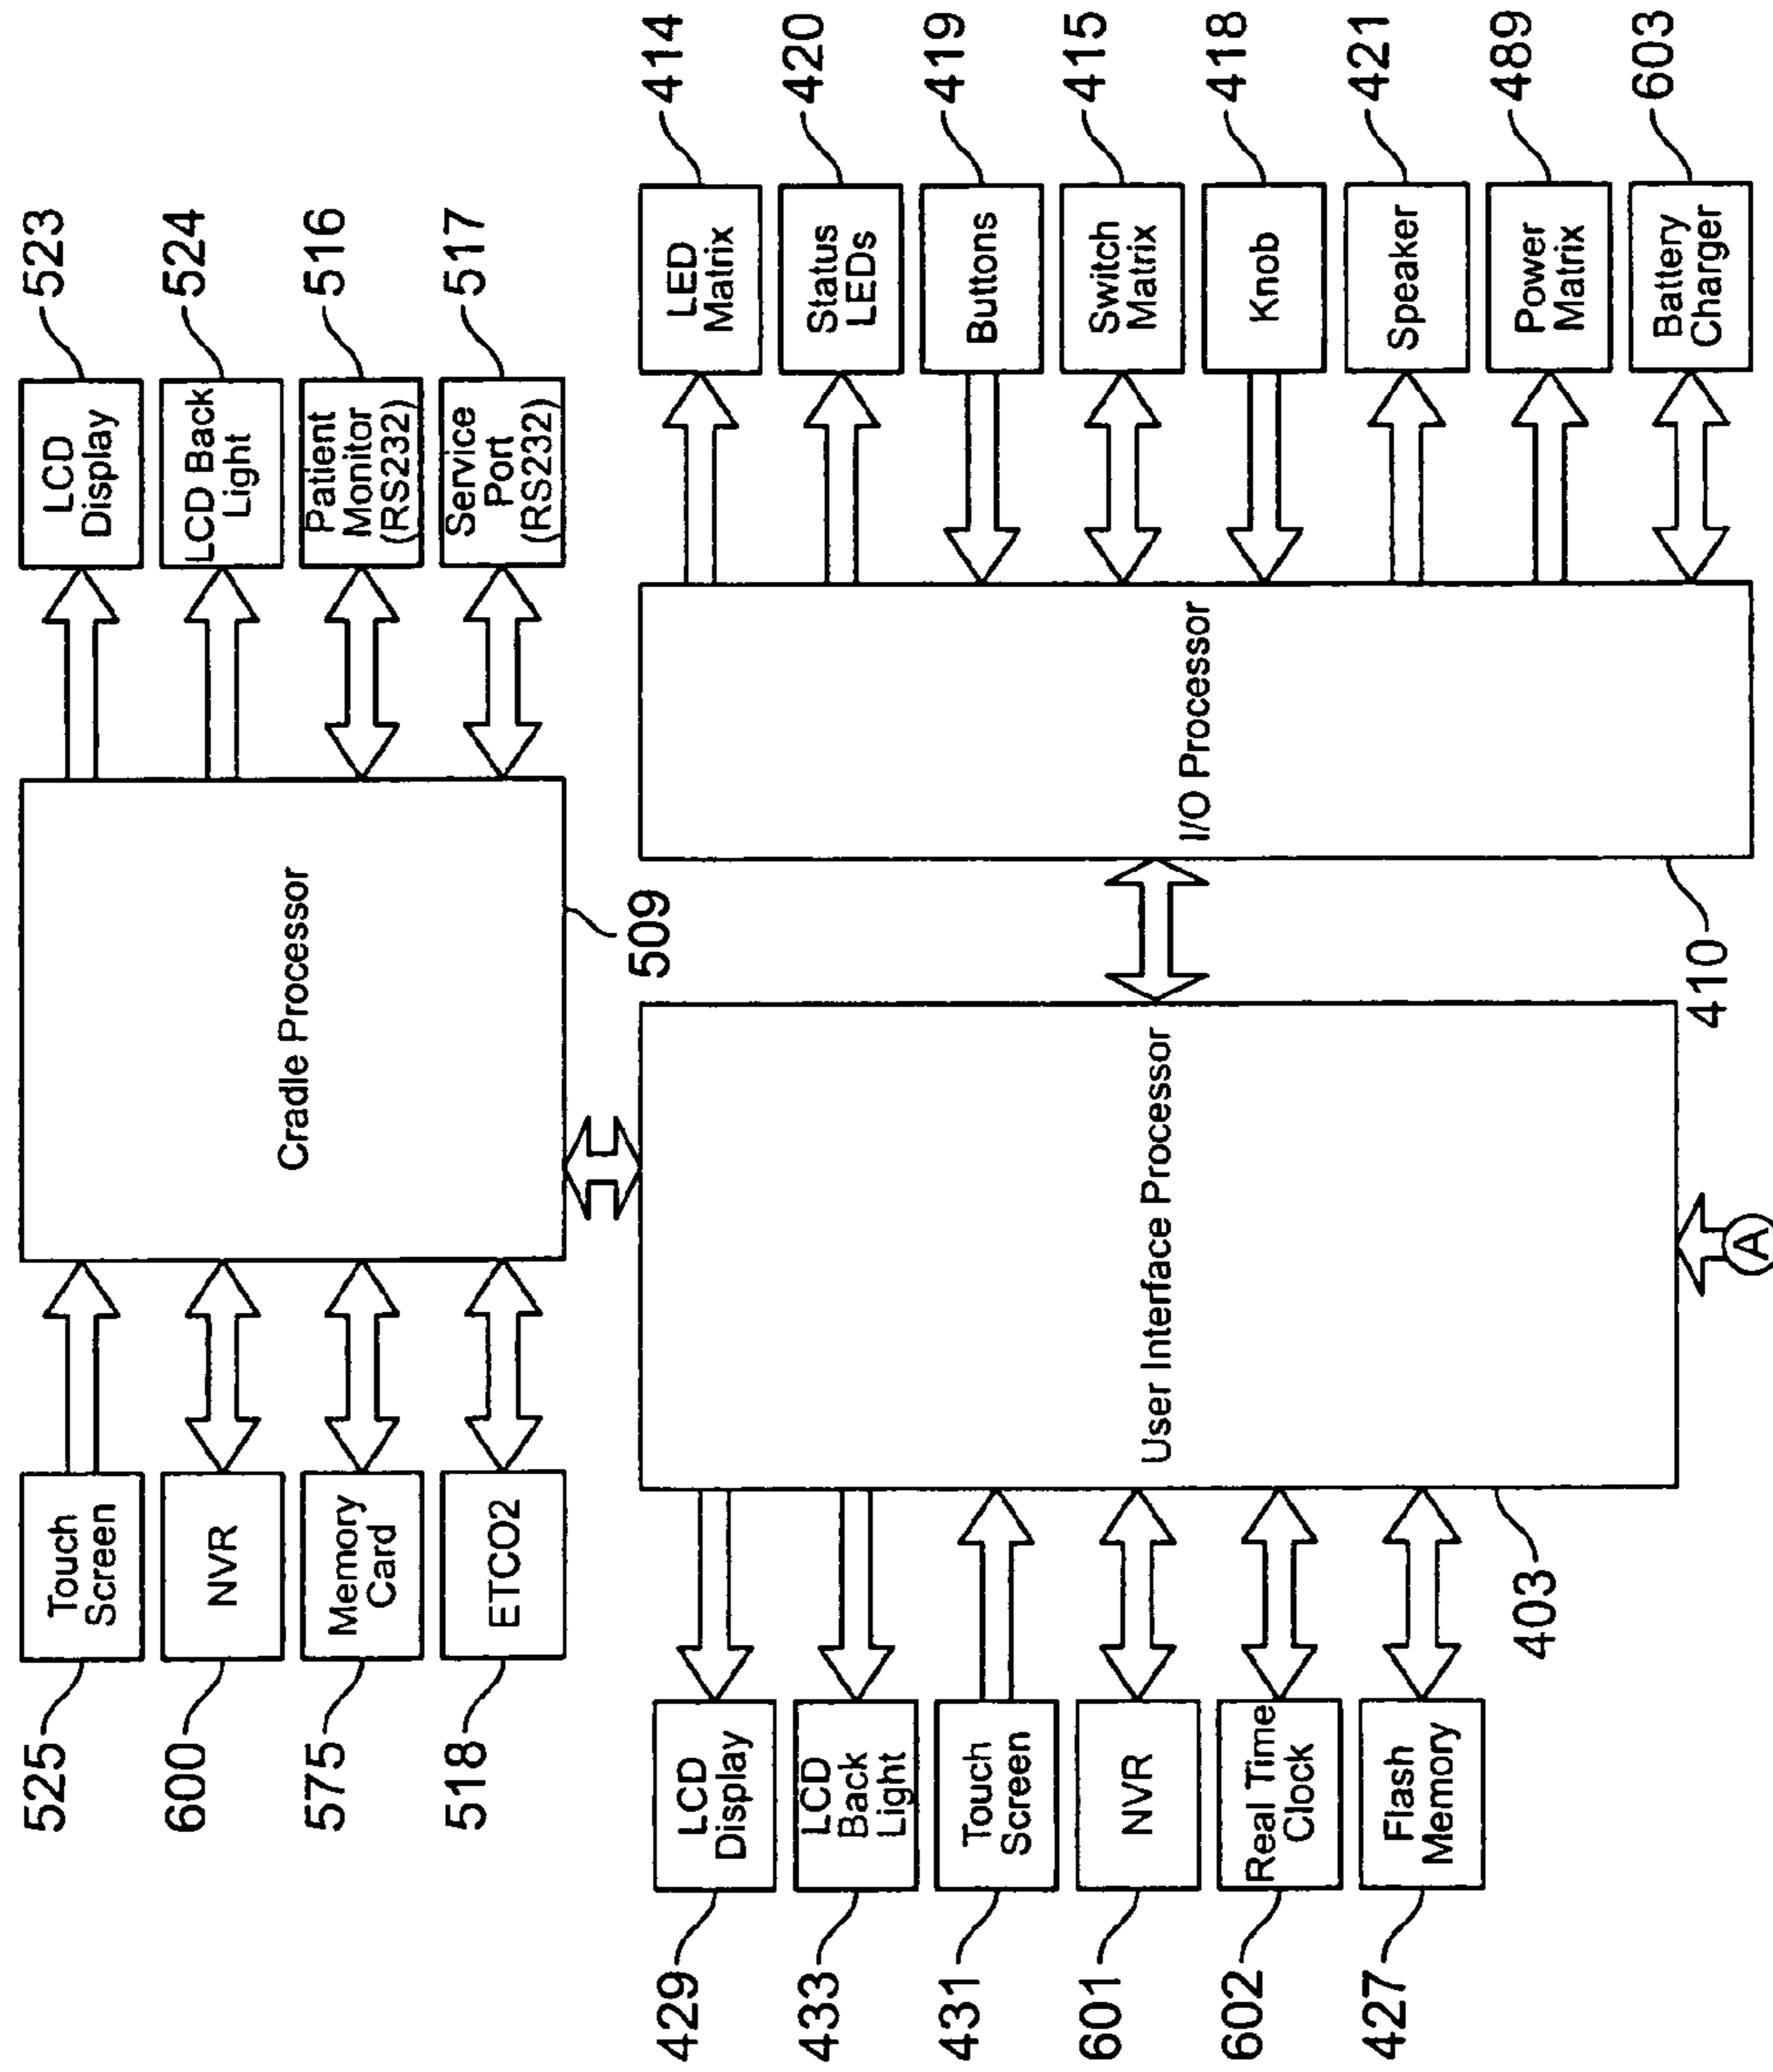 525
Touch
Screen
600
NVR
575
Memory
Card
518
ETCO2
Cradle Processor
509
LCD
Display
523
LCD Back
Light
524
Patient
Monitor
(RS232)
516
Service
Port
(RS232)
517
429
LCD
Display
433
LCD
Back
Light
431
Touch
Screen
601
NVR
602
Real Time
Clock
427
Flash
Memory
User Interface Processor
403
A
I/O Processor
410
LED
Matrix
414
Status
LEDs
420
Buttons
419
Switch
Matrix
415
Knob
418
Speaker
421
Power
Matrix
489
Battery
Charger
603